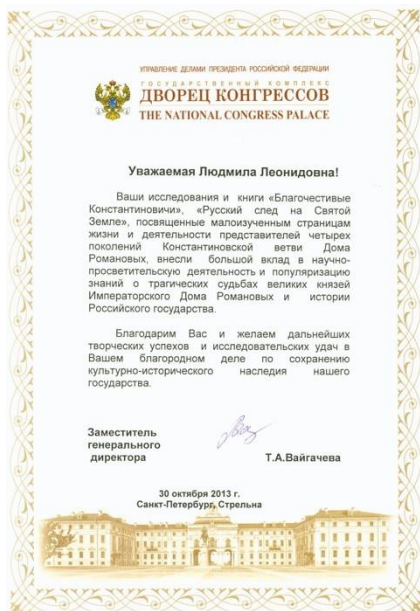 УПРАВЛЕНИЕ ДЕЛАМИ ПРЕЗИДЕНТА РОССИЙСКОЙ ФЕДЕРАЦИИ
ГОСУДАРСТВЕННЫЙ КОМПЛЕКС
ДВОРЕЦ КОНГРЕССОВ
THE NATIONAL CONGRESS PALACE
Уважаемая Людмила Леонидовна!
Ваши исследования и книги «Благочестивые
Константиновичи», «Русский след на Святой
Земле», посвященные малоизученным страницам
жизни и деятельности представителей четырех
поколений Константиновской ветви Дома
Романовых, внесли большой вклад в научно-
просветительскую деятельность и популяризацию
знаний о трагических судьбах великих князей
Императорского Дома Романовых и истории
Российского государства.
Благодарим Вас и желаем дальнейших
творческих успехов и исследовательских удач в
Вашем благородном деле по сохранению
культурно-исторического наследия нашего
государства.
Заместитель
генерального
директора Т.А.Вайгачева
30 октября 2013 г.
Санкт-Петербург, Стрельна